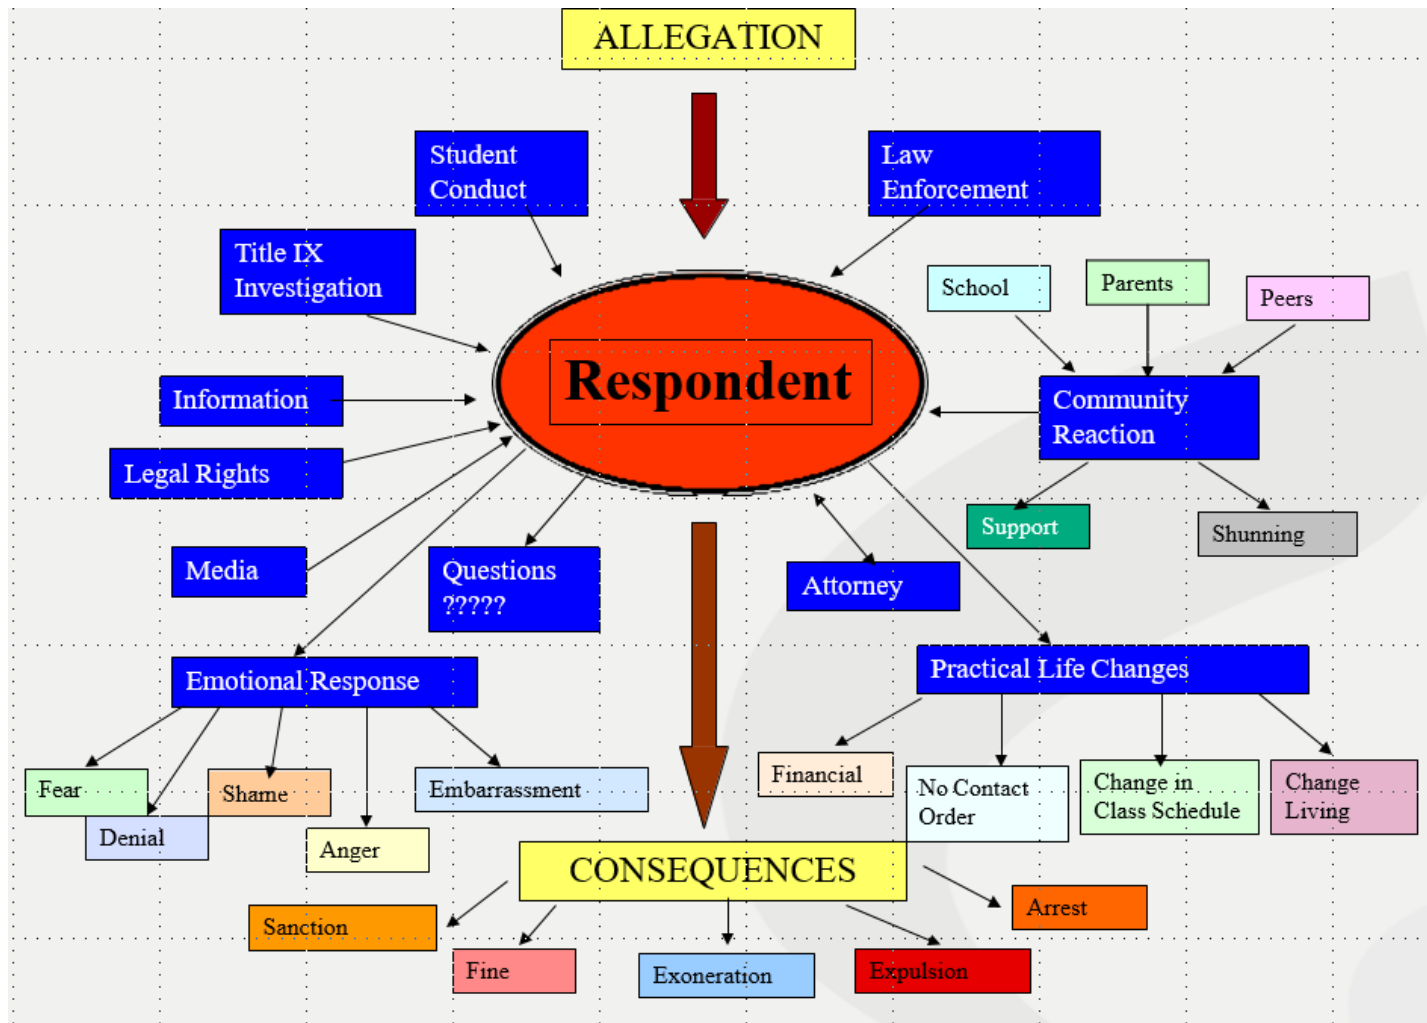 ALLEGATION
Student
Conduct
Law
Enforcement
Title IX
Investigation
School
Parents
Peers
Respondent
Information
Community
Reaction
Legal Rights
Support
Shunning
Media
Questions
?????
Attorney
Emotional Response
Practical Life Changes
Fear
Denial
Shame
Anger
Embarrassment
Financial
No Contact
Order
Change in
Class Schedule
Change
Living
CONSEQUENCES
Sanction
Fine
Exoneration
Expulsion
Arrest